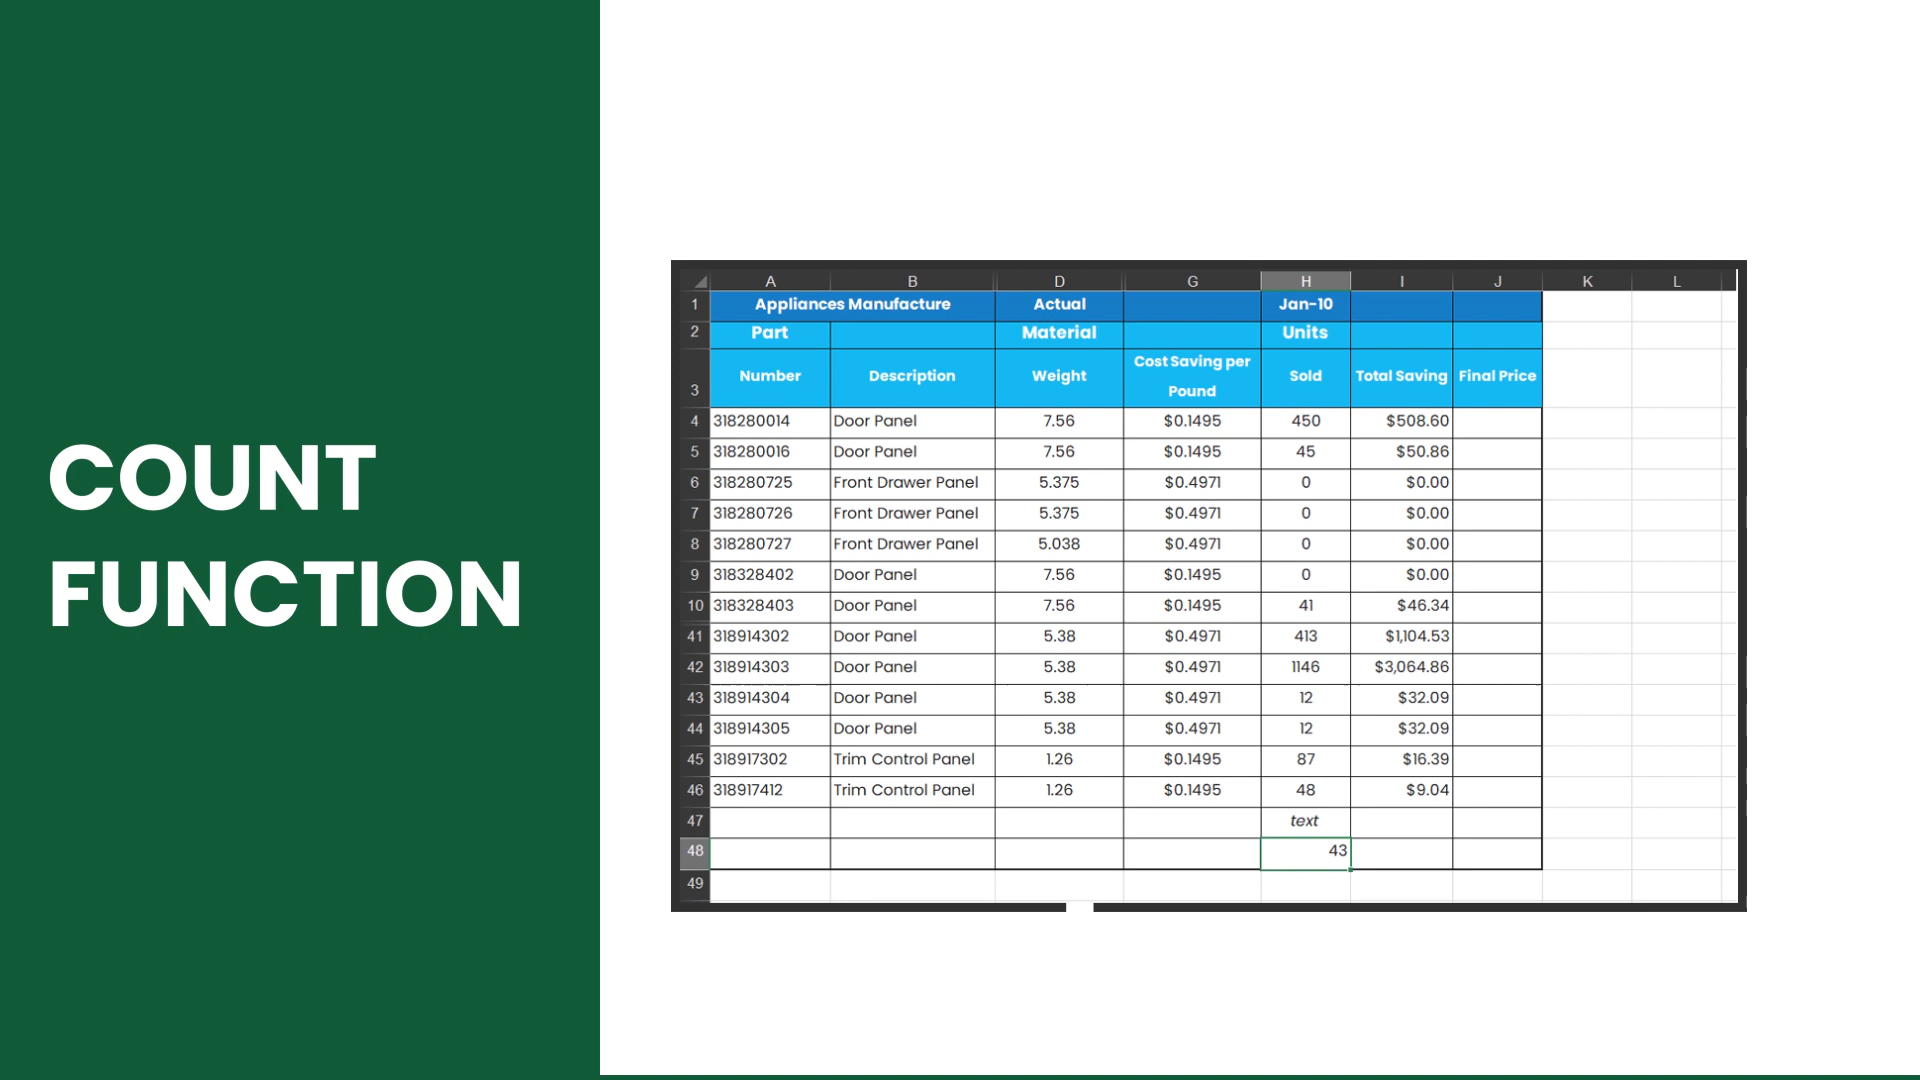 COUNT
FUNCTION
A B D G H I J K L
1 Appliances Manufacture Actual Jan-10
2 Part Material Units
3 Number Description Weight Cost Saving per Pound Sold Total Saving Final Price
4 318280014 Door Panel 7.56 $0.1495 450 $508.60
5 318280016 Door Panel 7.56 $0.1495 45 $50.86
6 318280725 Front Drawer Panel 5.375 $0.4971 0 $0.00
7 318280726 Front Drawer Panel 5.375 $0.4971 0 $0.00
8 318280727 Front Drawer Panel 5.038 $0.4971 0 $0.00
9 318328402 Door Panel 7.56 $0.1495 0 $0.00
10 318328403 Door Panel 7.56 $0.1495 41 $46.34
41 318914302 Door Panel 5.38 $0.4971 413 $1,104.53
42 318914303 Door Panel 5.38 $0.4971 1146 $3,064.86
43 318914304 Door Panel 5.38 $0.4971 12 $32.09
44 318914305 Door Panel 5.38 $0.4971 12 $32.09
45 318917302 Trim Control Panel 1.26 $0.1495 87 $16.39
46 318917412 Trim Control Panel 1.26 $0.1495 48 $9.04
47 text
48 43
49